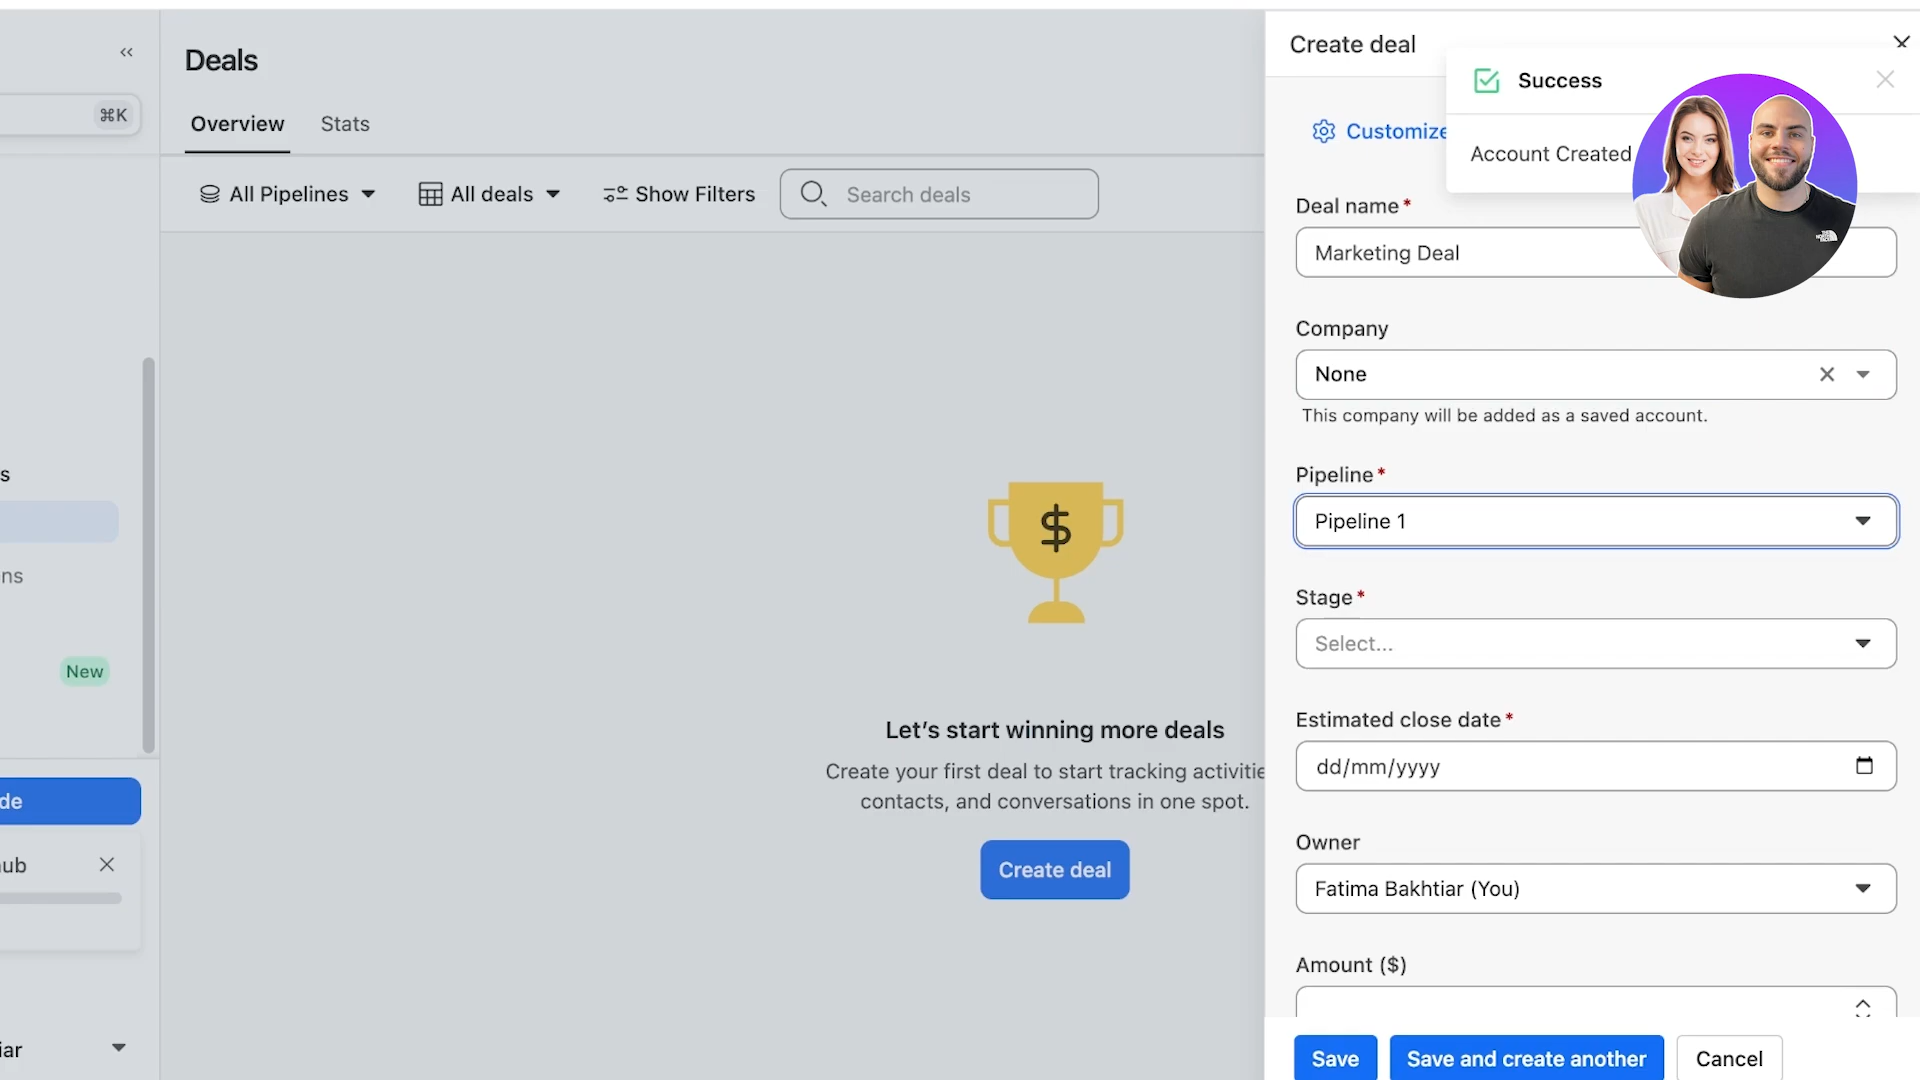 ⌘K
s
ns
New
de
hub
iar
Deals
Overview
Stats
All Pipelines
All deals
Show Filters
Search deals
$
Let's start winning more deals
Create your first deal to start tracking activitie
contacts, and conversations in one spot.
Create deal
Create deal
Success
Account Created
Customize
Deal name*
Marketing Deal
Company
None
This company will be added as a saved account.
Pipeline*
Pipeline 1
Stage*
Select...
Estimated close date*
dd/mm/yyyy
Owner
Fatima Bakhtiar (You)
Amount ($)
Save
Save and create another
Cancel